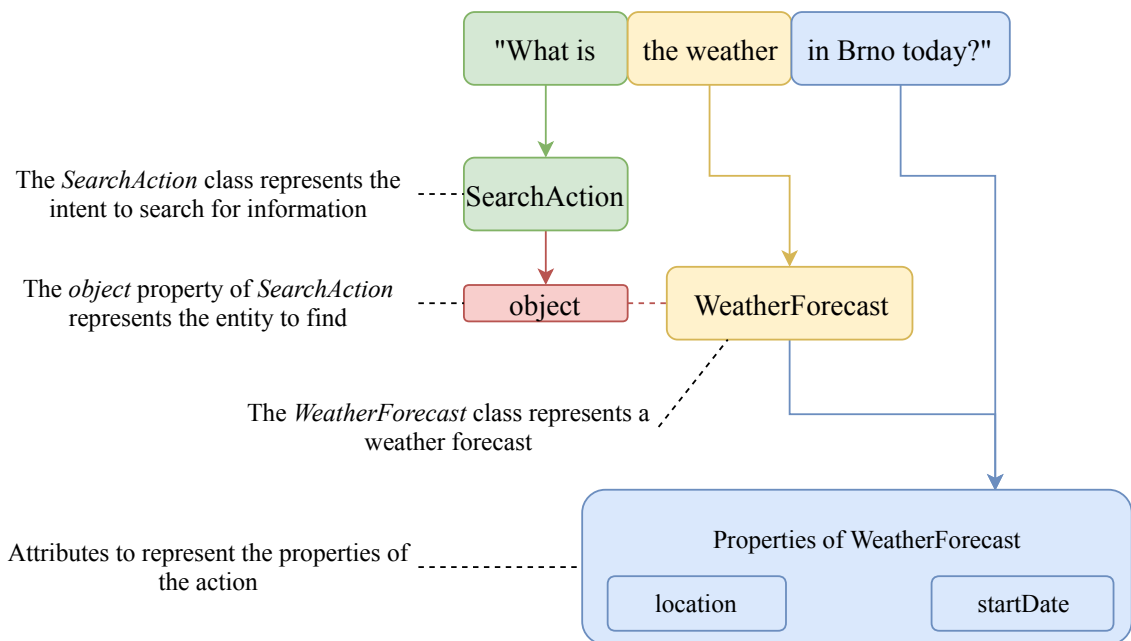 "What is the weather in Brno today?"
The SearchAction class represents the
intent to search for information
SearchAction
The object property of SearchAction
represents the entity to find
object
WeatherForecast
The WeatherForecast class represents a
weather forecast
Attributes to represent the properties of
the action
Properties of WeatherForecast
location
startDate